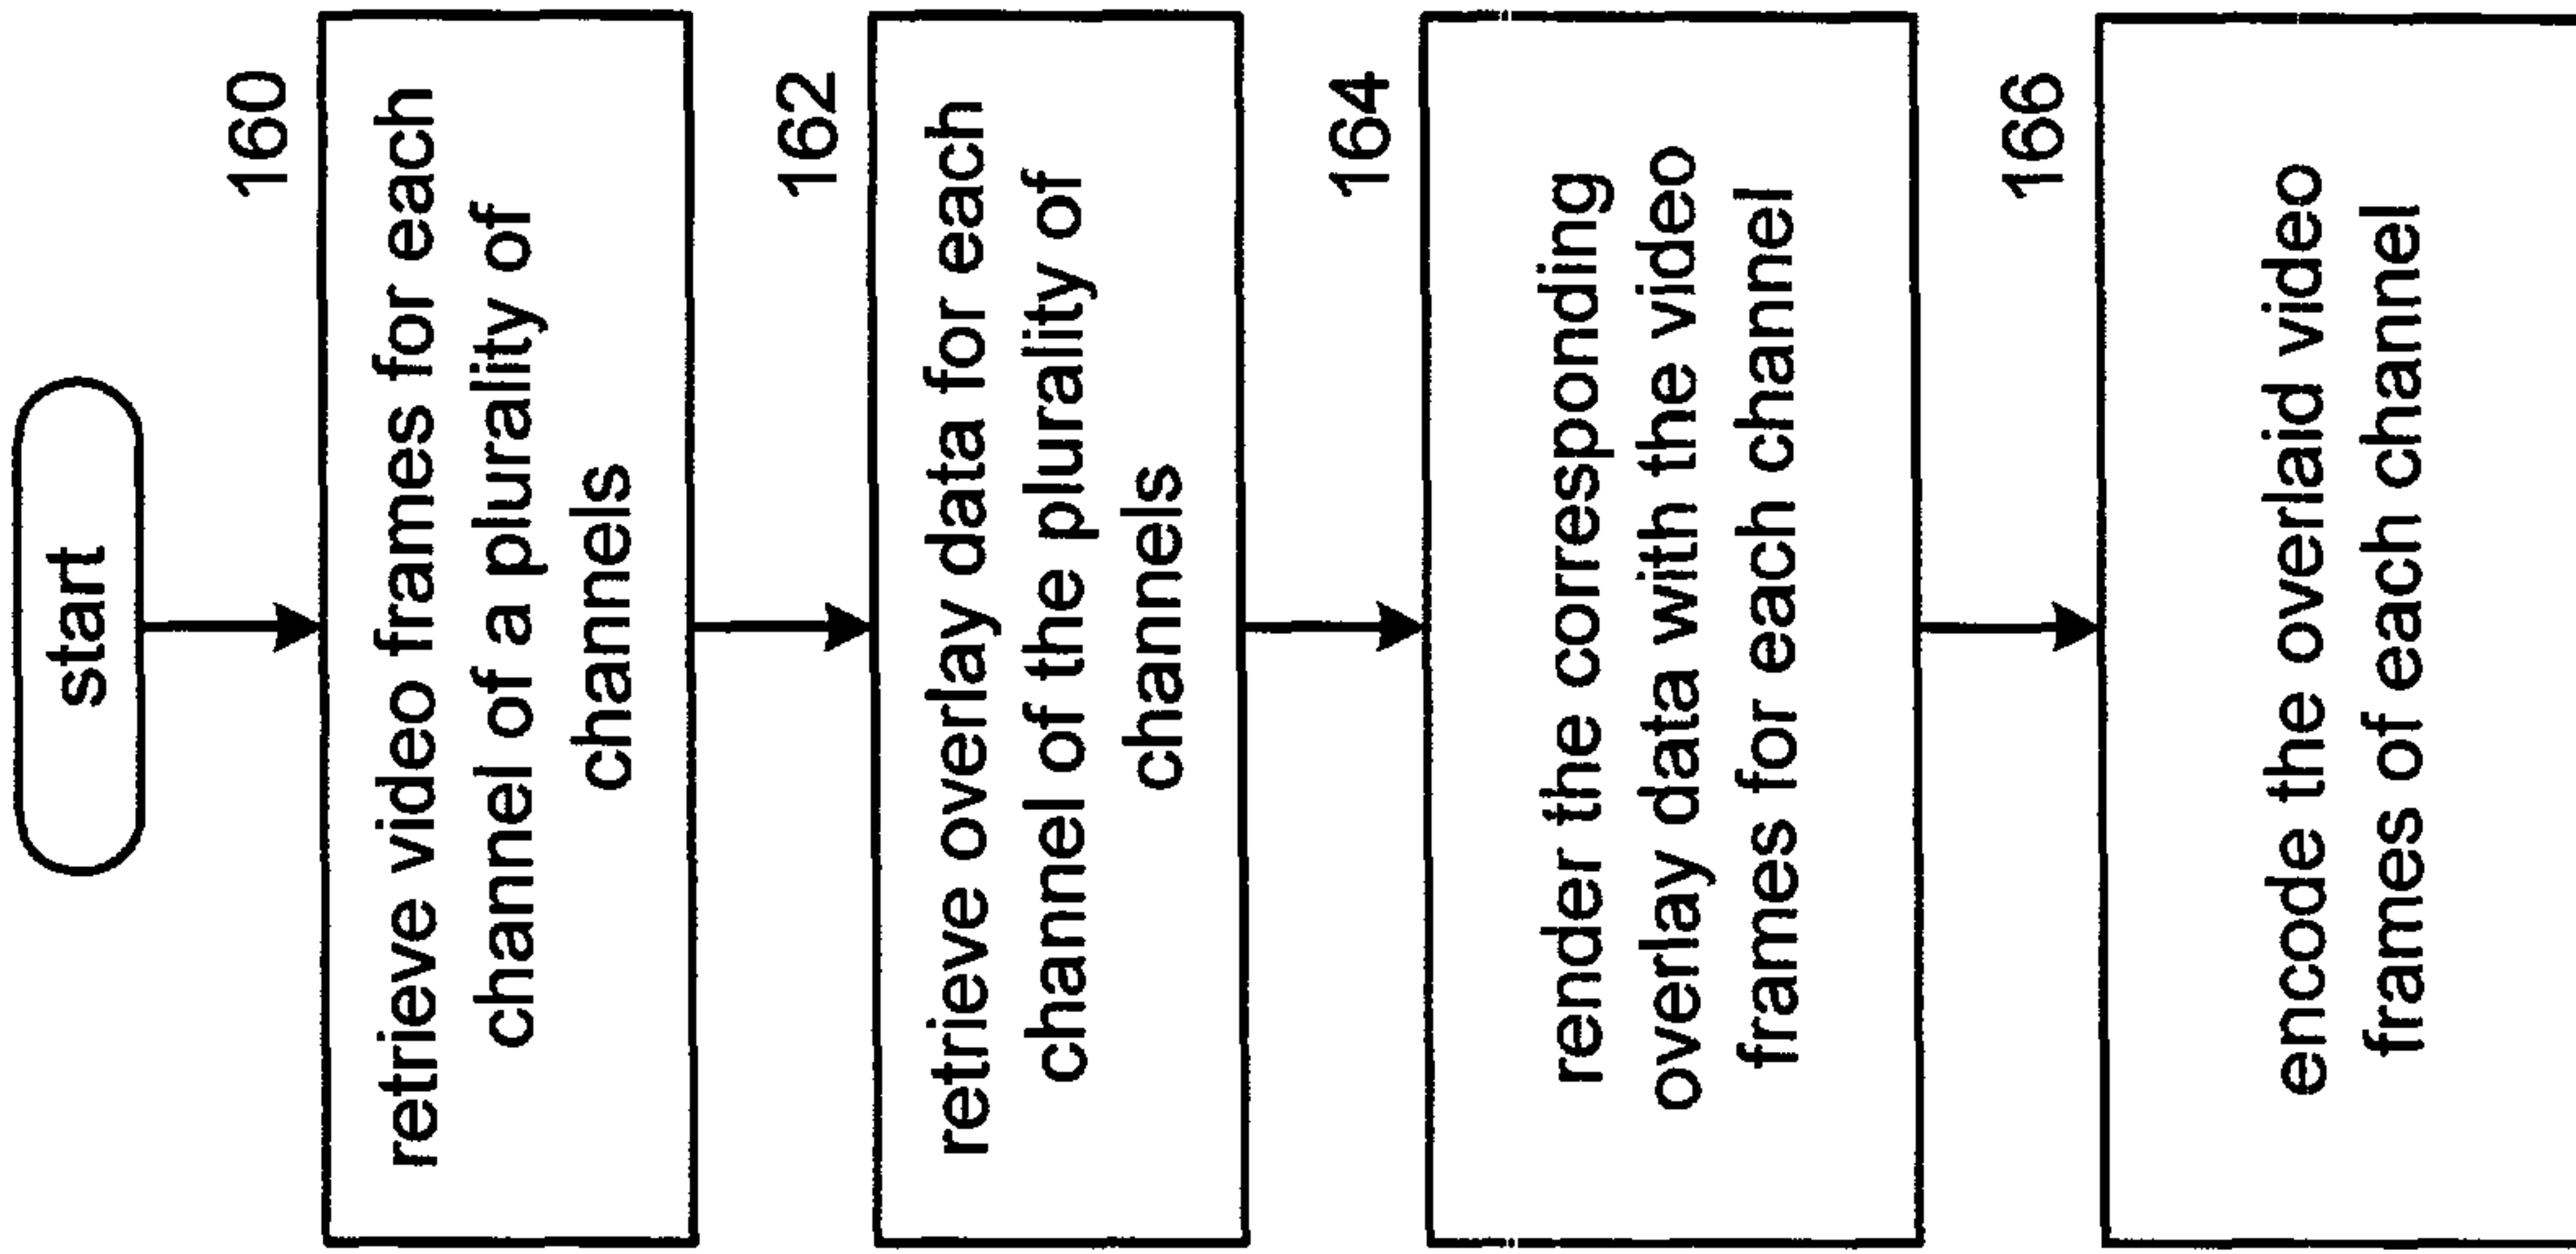 start
160
retrieve video frames for each
channel of a plurality of
channels
162
retrieve overlay data for each
channel of the plurality of
channels
164
render the corresponding
overlay data with the video
frames for each channel
166
encode the overlaid video
frames of each channel